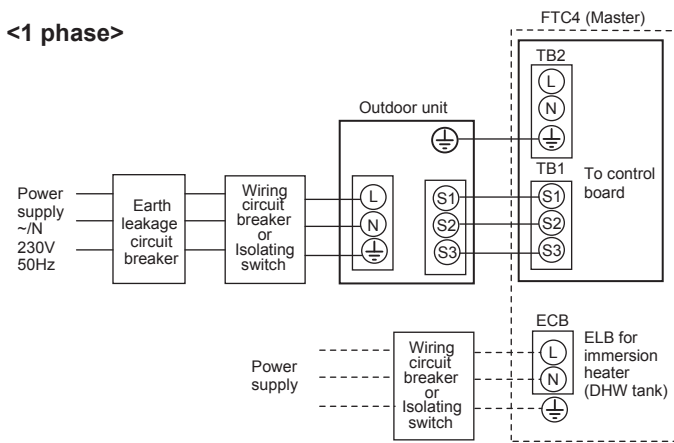 <1 phase>
FTC4 (Master)
TB2
L
N
Outdoor unit
TB1
To control
board
Power
supply
~/N
230V
50Hz
Earth
leakage
circuit
breaker
Wiring
circuit
breaker
or
Isolating
switch
L
N
S1
S2
S3
S1
S2
S3
ECB
L
N
ELB for
immersion
heater
(DHW tank)
Power
supply
Wiring
circuit
breaker
or
Isolating
switch